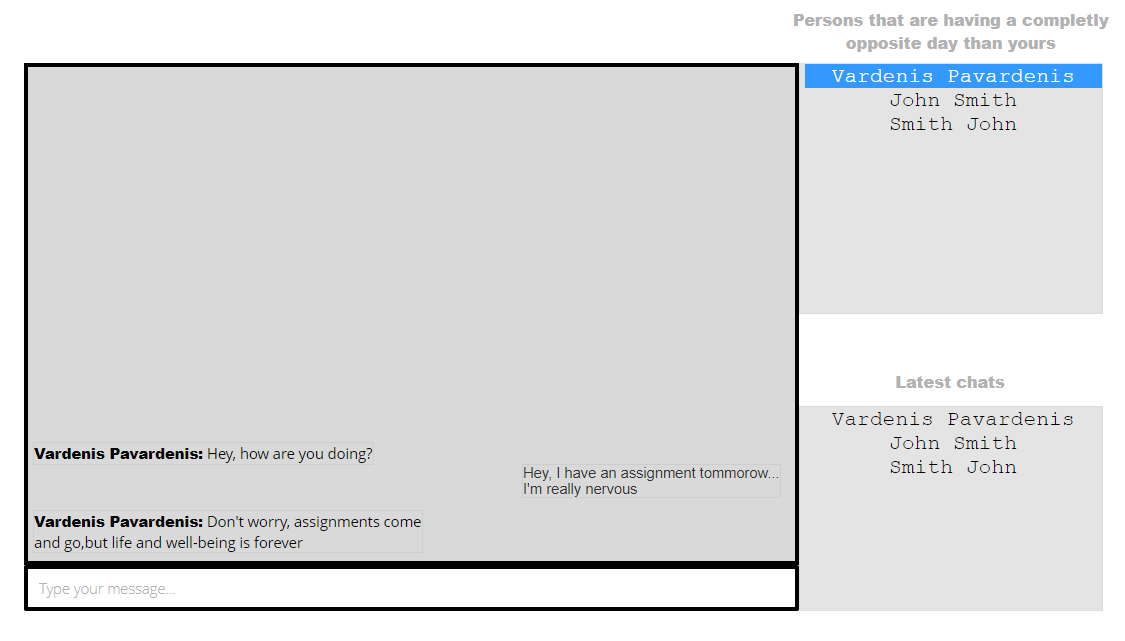 Persons that are having a completly
opposite day than yours
Vardenis Pavardenis
John Smith
Smith John
Vardenis Pavardenis: Hey, how are you doing?
Hey, I have an assignment tommorow...
I'm really nervous
Vardenis Pavardenis: Don't worry, assignments come
and go,but life and well-being is forever
Type your message...
Latest chats
Vardenis Pavardenis
John Smith
Smith John